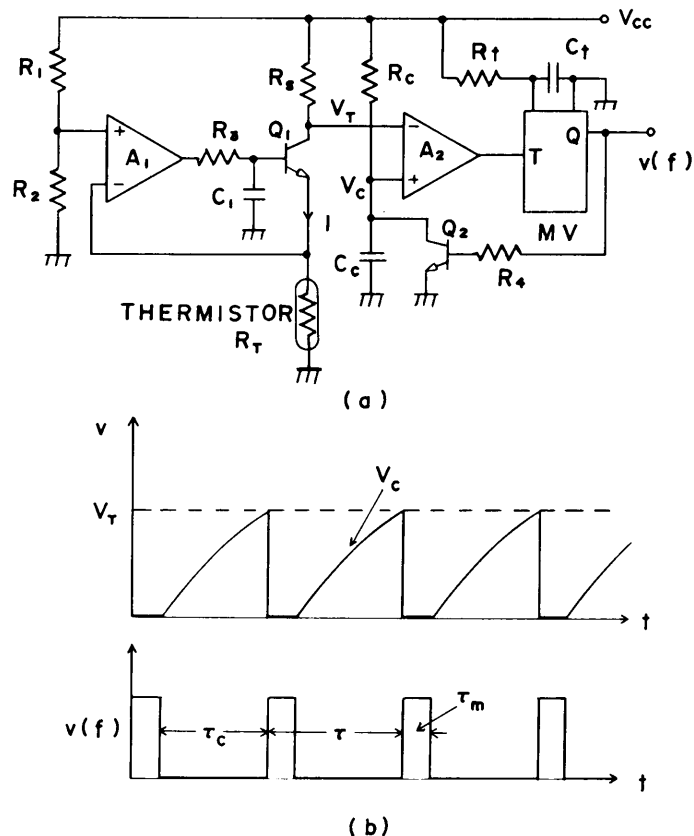 Vcc
R1
Rs
Rc
Rt
Ct
R2
+
A1
−
R3
Q1
VT
−
A2
+
T
Q
v(f)
C1
I
Vc
Cc
Q2
R4
MV
THERMISTOR
RT
(a)
v
VT
Vc
t
v(f)
τc
τ
τm
t
(b)